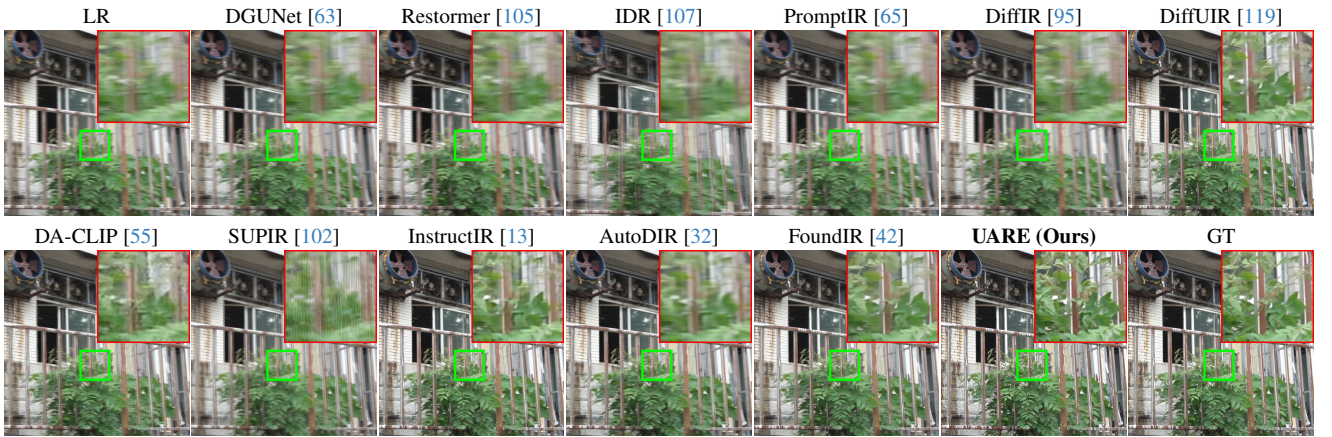 LR DGUNet [63] Restormer [105] IDR [107] PromptIR [65] DiffIR [95] DiffUIR [119]
DA-CLIP [55] SUPIR [102] InstructIR [13] AutoDIR [32] FoundIR [42] UARE (Ours) GT